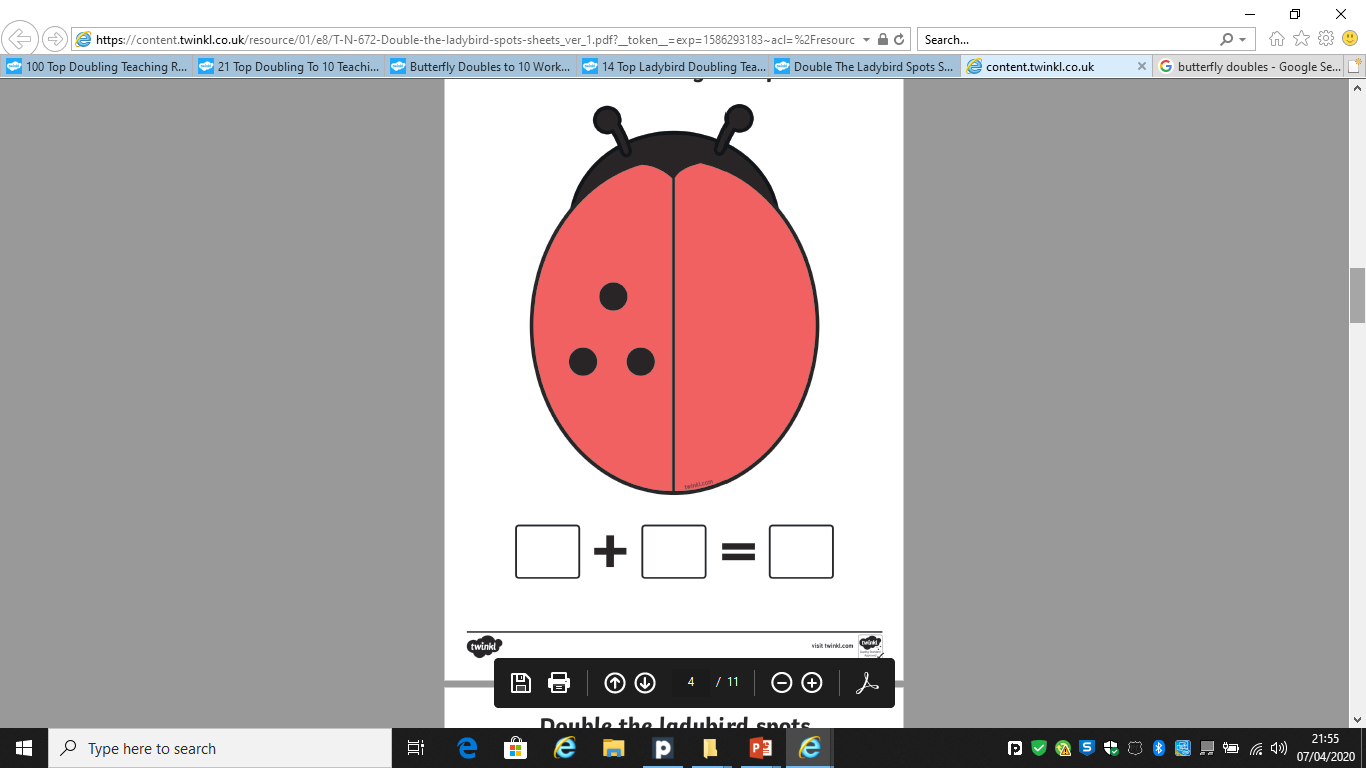 https://content.twinkl.co.uk/resource/01/e8/T-N-672-Double-the-ladybird-spots-sheets_ver_1.pdf?__token__=exp=1586293183~acl=%2Fresourc
Search...
100 Top Doubling Teaching R...
21 Top Doubling To 10 Teachi...
Butterfly Doubles to 10 Work...
14 Top Ladybird Doubling Tea...
Double The Ladybird Spots S...
content.twinkl.co.uk
butterfly doubles - Google Se...
twinkl.com
+ =
twinkl
visit twinkl.com
twinkl
4 / 11
Double the ladybird spots
Type here to search
21:55
07/04/2020